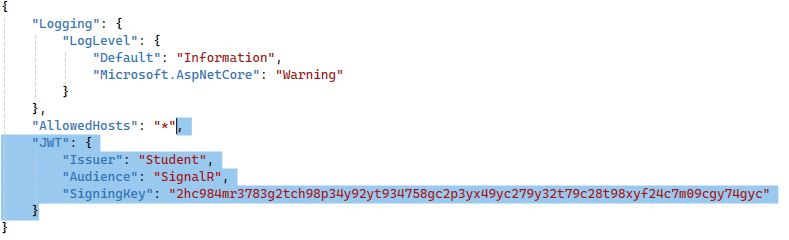 {
    "Logging": {
        "LogLevel": {
            "Default": "Information",
            "Microsoft.AspNetCore": "Warning"
        }
    },
    "AllowedHosts": "*",
    "JWT": {
        "Issuer": "Student",
        "Audience": "SignalR",
        "SigningKey": "2hc984mr3783g2tch98p34y92yt934758gc2p3yx49yc279y32t79c28t98xyf24c7m09cgy74gyc"
    }
}